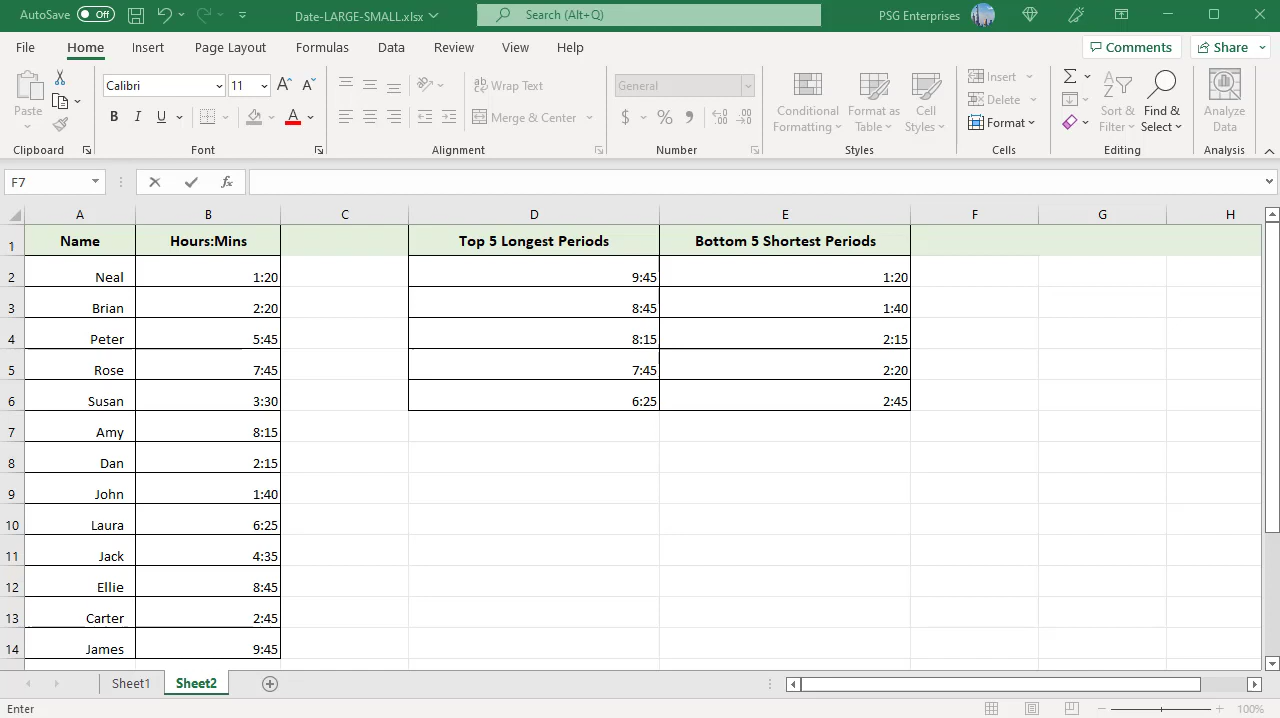 AutoSave Off Date-LARGE-SMALL.xlsx Search (Alt+Q) PSG Enterprises
File Home Insert Page Layout Formulas Data Review View Help Comments Share
Paste Calibri 11 Wrap Text General Conditional Formatting Format as Table Cell Styles Insert Delete Format Sort & Filter Find & Select Analyze Data
B I U A Merge & Center $ % 9
Clipboard Font Alignment Number Styles Cells Editing Analysis
F7 fx
A B C D E F G H
1 Name Hours:Mins Top 5 Longest Periods Bottom 5 Shortest Periods
2 Neal 1:20 9:45 1:20
3 Brian 2:20 8:45 1:40
4 Peter 5:45 8:15 2:15
5 Rose 7:45 7:45 2:20
6 Susan 3:30 6:25 2:45
7 Amy 8:15
8 Dan 2:15
9 John 1:40
10 Laura 6:25
11 Jack 4:35
12 Ellie 8:45
13 Carter 2:45
14 James 9:45
Sheet1 Sheet2
Enter 100%